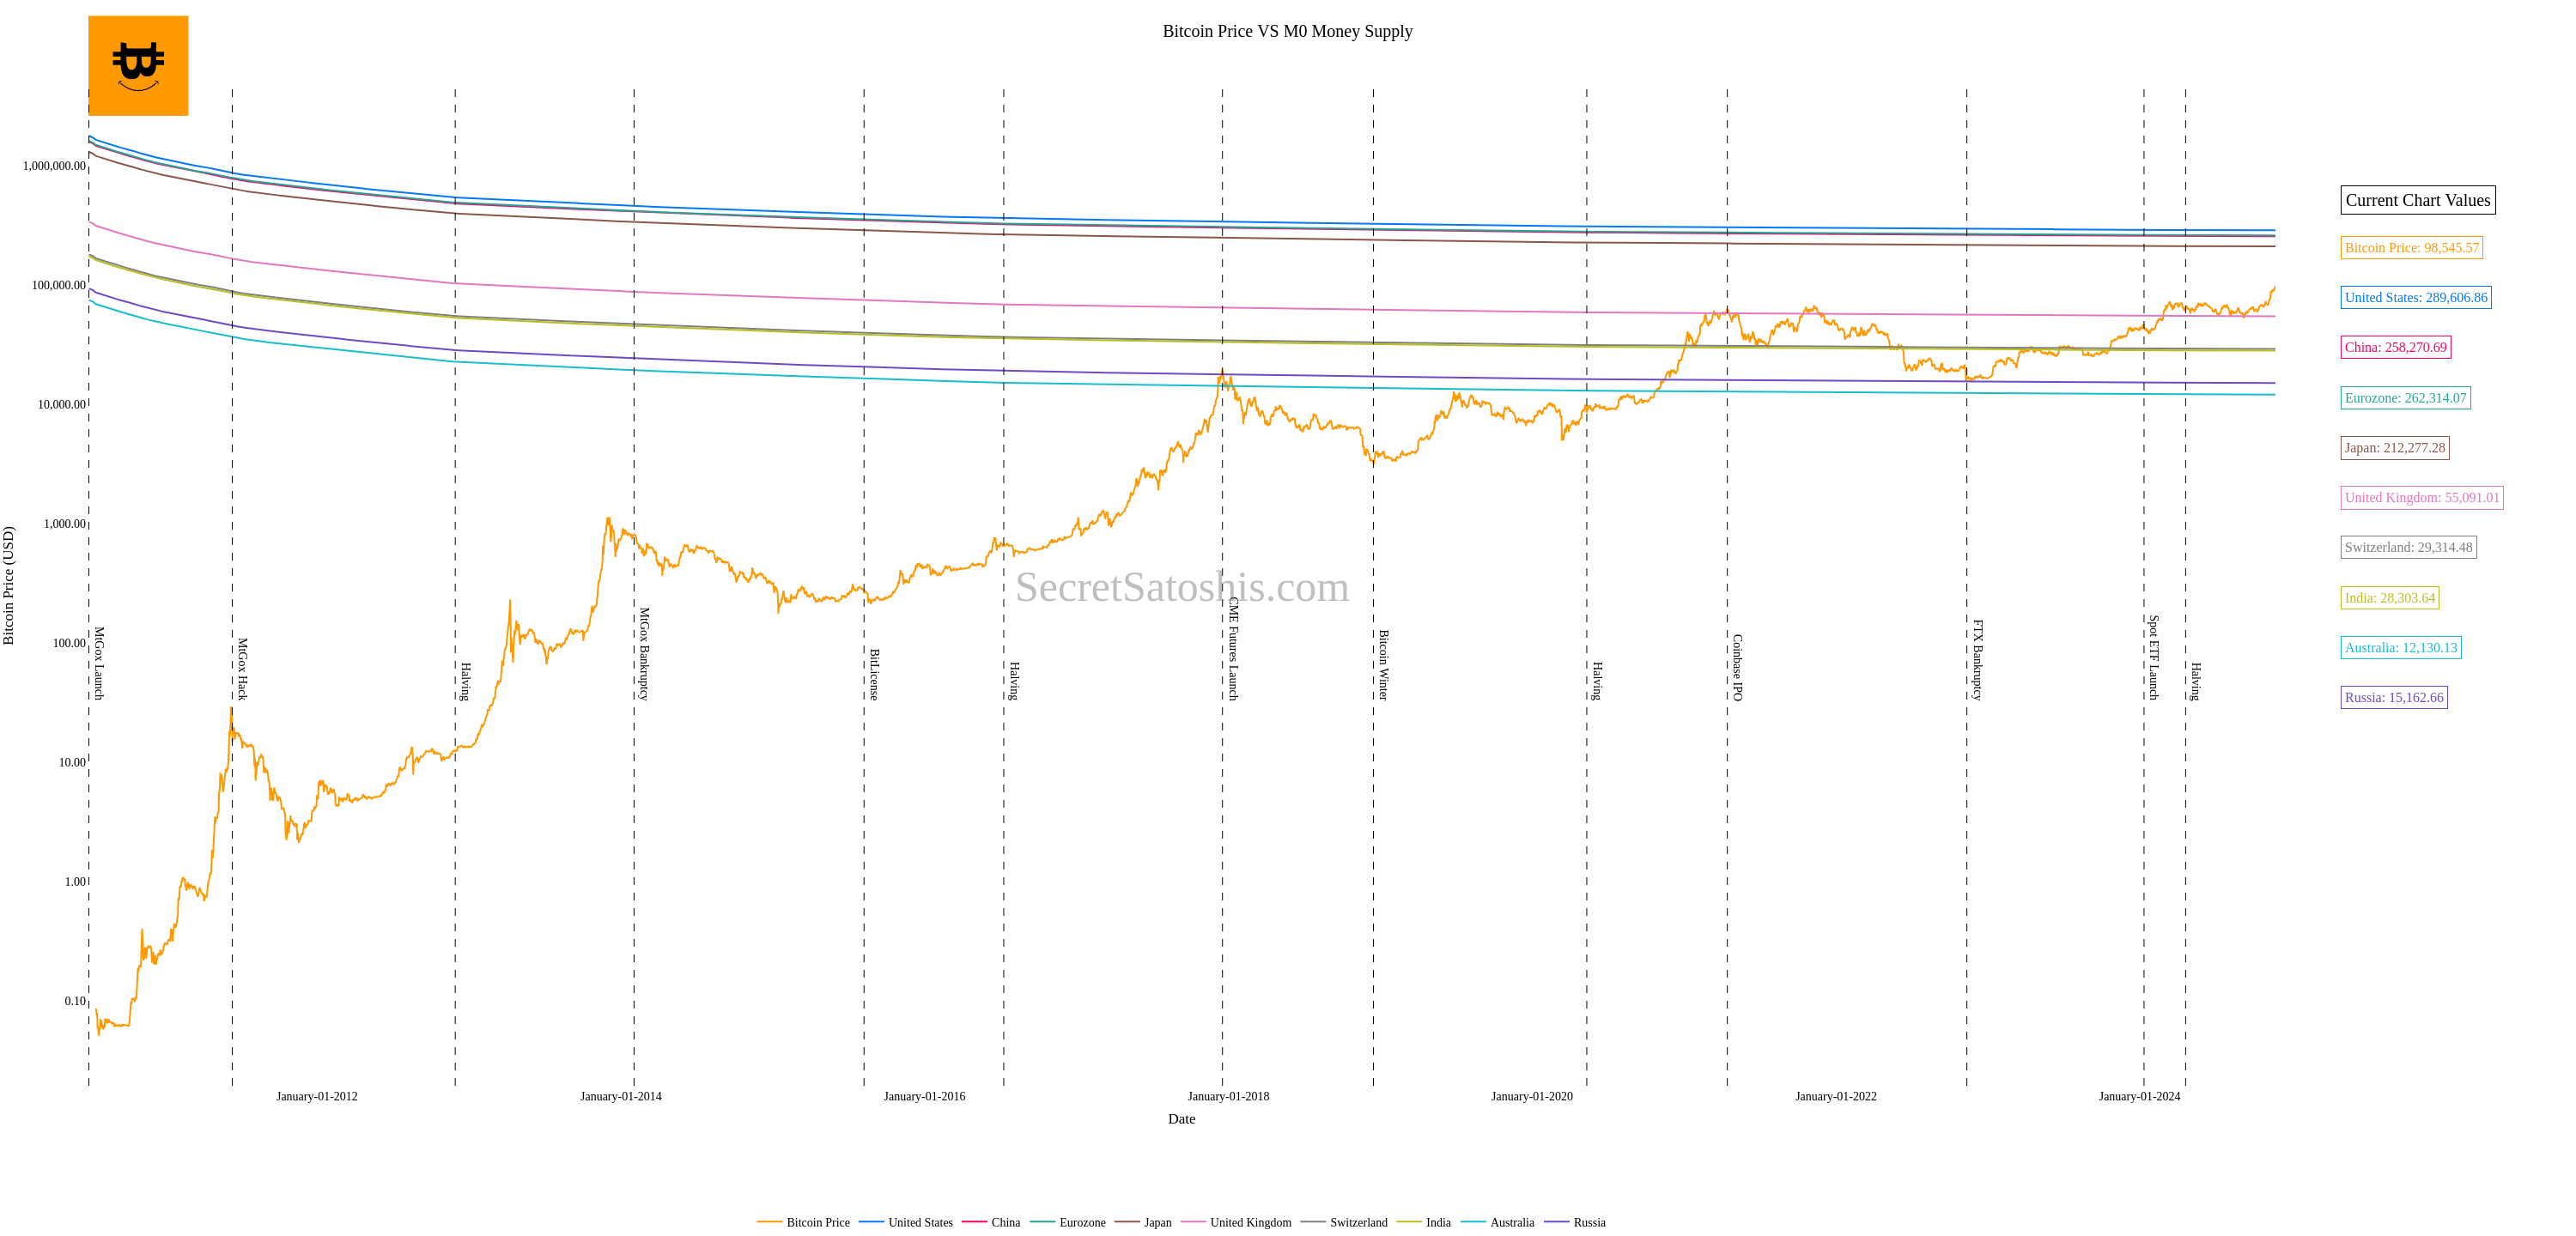 Bitcoin Price VS M0 Money Supply
1,000,000.00
100,000.00
10,000.00
1,000.00
100.00
10.00
1.00
0.10
Bitcoin Price (USD)
MtGox Launch
MtGox Hack
Halving
MtGox Bankruptcy
BitLicense
Halving
CME Futures Launch
Bitcoin Winter
Halving
Coinbase IPO
FTX Bankruptcy
Spot ETF Launch
Halving
SecretSatoshis.com
January-01-2012
January-01-2014
January-01-2016
January-01-2018
January-01-2020
January-01-2022
January-01-2024
Date
Current Chart Values
Bitcoin Price: 98,545.57
United States: 289,606.86
China: 258,270.69
Eurozone: 262,314.07
Japan: 212,277.28
United Kingdom: 55,091.01
Switzerland: 29,314.48
India: 28,303.64
Australia: 12,130.13
Russia: 15,162.66
Bitcoin Price
United States
China
Eurozone
Japan
United Kingdom
Switzerland
India
Australia
Russia